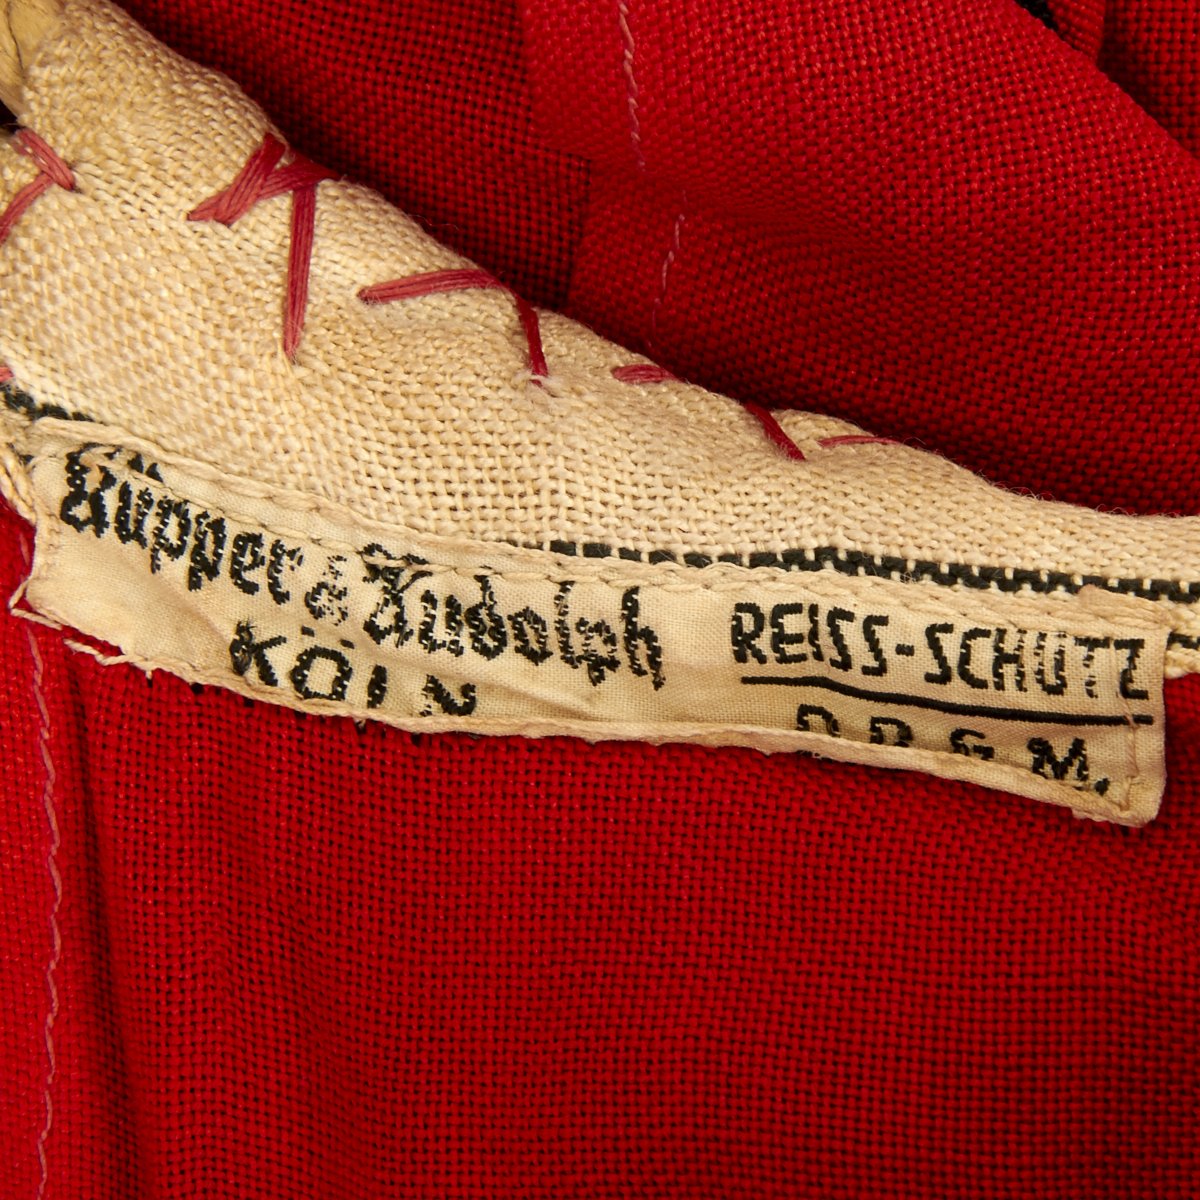 Küpper & Rudolph
KÖLN
REISS-SCHUTZ
D.R.G.M.